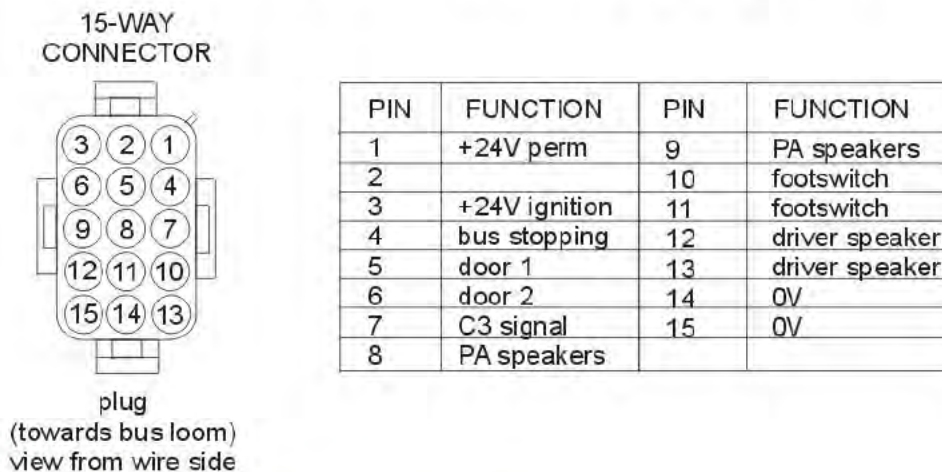 15-WAY
CONNECTOR
3 2 1
6 5 4
9 8 7
12 11 10
15 14 13
plug
(towards bus loom)
view from wire side
PIN FUNCTION PIN FUNCTION
1 +24V perm 9 PA speakers
2 10 footswitch
3 +24V ignition 11 footswitch
4 bus stopping 12 driver speaker
5 door 1 13 driver speaker
6 door 2 14 0V
7 C3 signal 15 0V
8 PA speakers